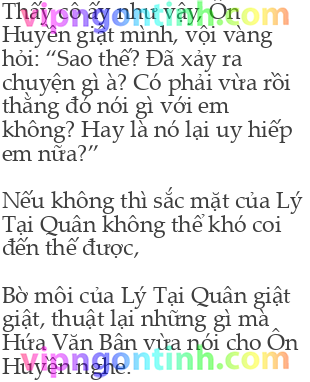 Thấy cô ấy như vậy, Ôn
Huyền giật mình, vội vàng
hỏi: “Sao thế? Đã xảy ra
chuyện gì à? Có phải vừa rồi
thằng đó nói gì với em
không? Hay là nó lại uy hiếp
em nữa?”
Nếu không thì sắc mặt của Lý
Tại Quân không thể khó coi
đến thế được,
Bờ môi của Lý Tại Quân giật
giật, thuật lại những gì mà
Hứa Văn Bân vừa nói cho Ôn
Huyền nghe.
vipngontinh.com
vipngontinh.com